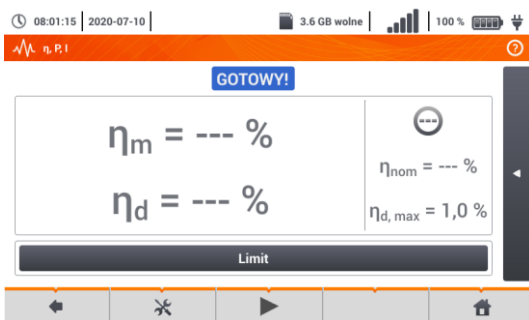 08:01:15 2020-07-10 3.6 GB wolne 100 %
η, P, I ?
GOTOWY!
ηm = --- %
ηd = --- %
---
ηnom = --- %
ηd, max = 1,0 %
Limit